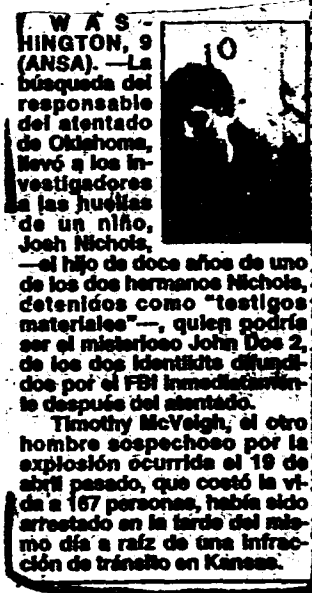 WAS-
HINGTON, 9
(ANSA). —La
búsqueda del
responsable
del atentado
de Oklahoma,
llevó a los in-
vestigadores
a las huellas
de un niño,
Josh Nichols,
—el hijo de doce años de uno
de los dos hermanos Nichols,
detenidos como "testigos
materiales"—, quien podría
ser el misterioso John Dos 2,
de los dos identikits difundi-
dos por el FBI inmediatamen-
te después del atentado.
Timothy McVeigh, el otro
hombre sospechoso por la
explosión ocurrida el 19 de
abril pasado, que costó la vi-
da a 167 personas, había sido
arrestado en la tarde del mis-
mo día a raíz de una infrac-
ción de tránsito en Kansas.
10